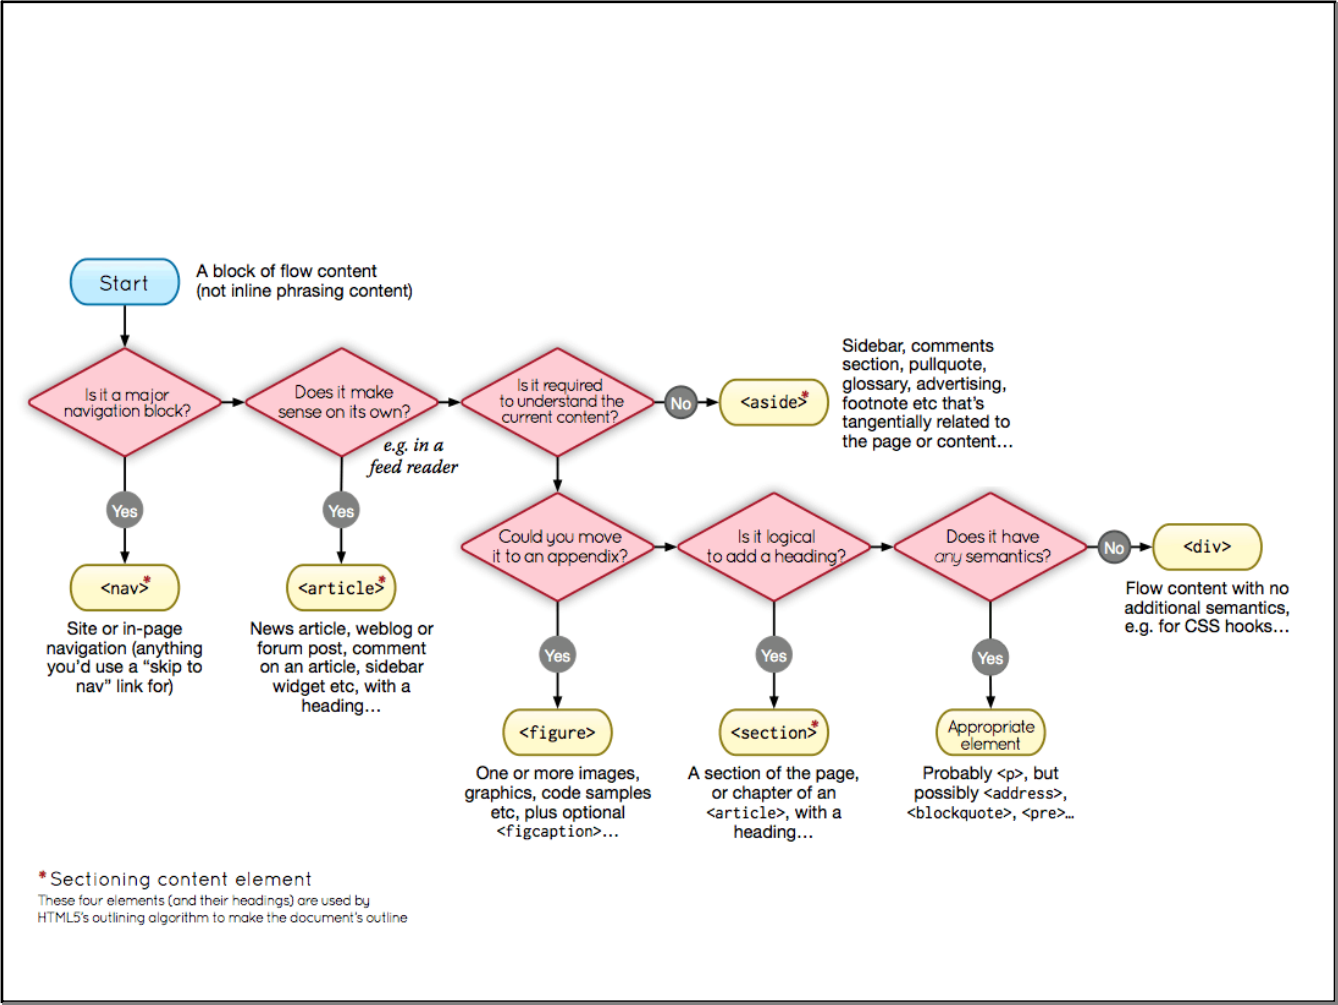 Start
A block of flow content
(not inline phrasing content)
Is it a major
navigation block?
Does it make
sense on its own?
e.g. in a
feed reader
Is it required
to understand the
current content?
No
<aside>*
Sidebar, comments
section, pullquote,
glossary, advertising,
footnote etc that's
tangentially related to
the page or content...
Yes
<nav>*
Site or in-page
navigation (anything
you'd use a “skip to
nav” link for)
Yes
<article>*
News article, weblog or
forum post, comment
on an article, sidebar
widget etc, with a
heading...
Could you move
it to an appendix?
Is it logical
to add a heading?
Does it have
any semantics?
No
<div>
Flow content with no
additional semantics,
e.g. for CSS hooks...
Yes
<figure>
One or more images,
graphics, code samples
etc, plus optional
<figcaption>...
Yes
<section>*
A section of the page,
or chapter of an
<article>, with a
heading...
Yes
Appropriate
element
Probably <p>, but
possibly <address>,
<blockquote>, <pre>...
* Sectioning content element
These four elements (and their headings) are used by
HTML5's outlining algorithm to make the document's outline